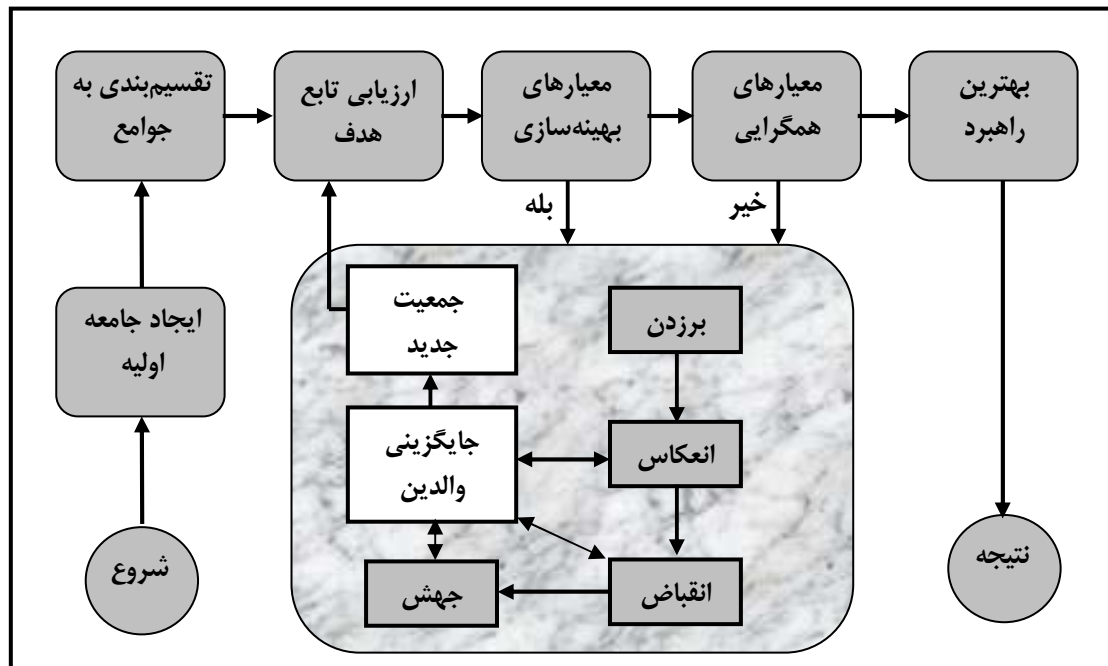 تقسیم‌بندی به
جوامع
ارزیابی تابع
هدف
معیارهای
بهینه‌سازی
معیارهای
همگرایی
بهترین
راهبرد
بله
خیر
ایجاد جامعه
اولیه
جمعیت
جدید
برزدن
جایگزینی
والدین
انعکاس
شروع
جهش
انقباض
نتیجه